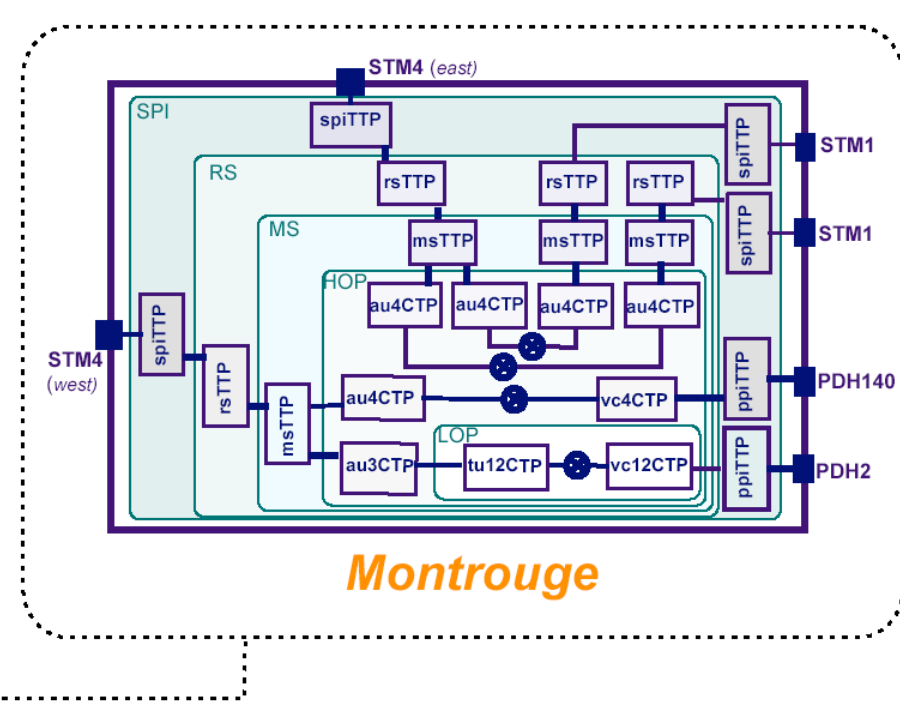 STM4 (east)
SPI
spiTTP
spiTTP
STM1
RS
rsTTP
rsTTP
rsTTP
spiTTP
STM1
MS
msTTP
msTTP
msTTP
HOP
au4CTP
au4CTP
au4CTP
au4CTP
spiTTP
STM4
(west)
rsTTP
msTTP
au4CTP
vc4CTP
ppiTTP
PDH140
LOP
au3CTP
tu12CTP
vc12CTP
ppiTTP
PDH2
Montrouge